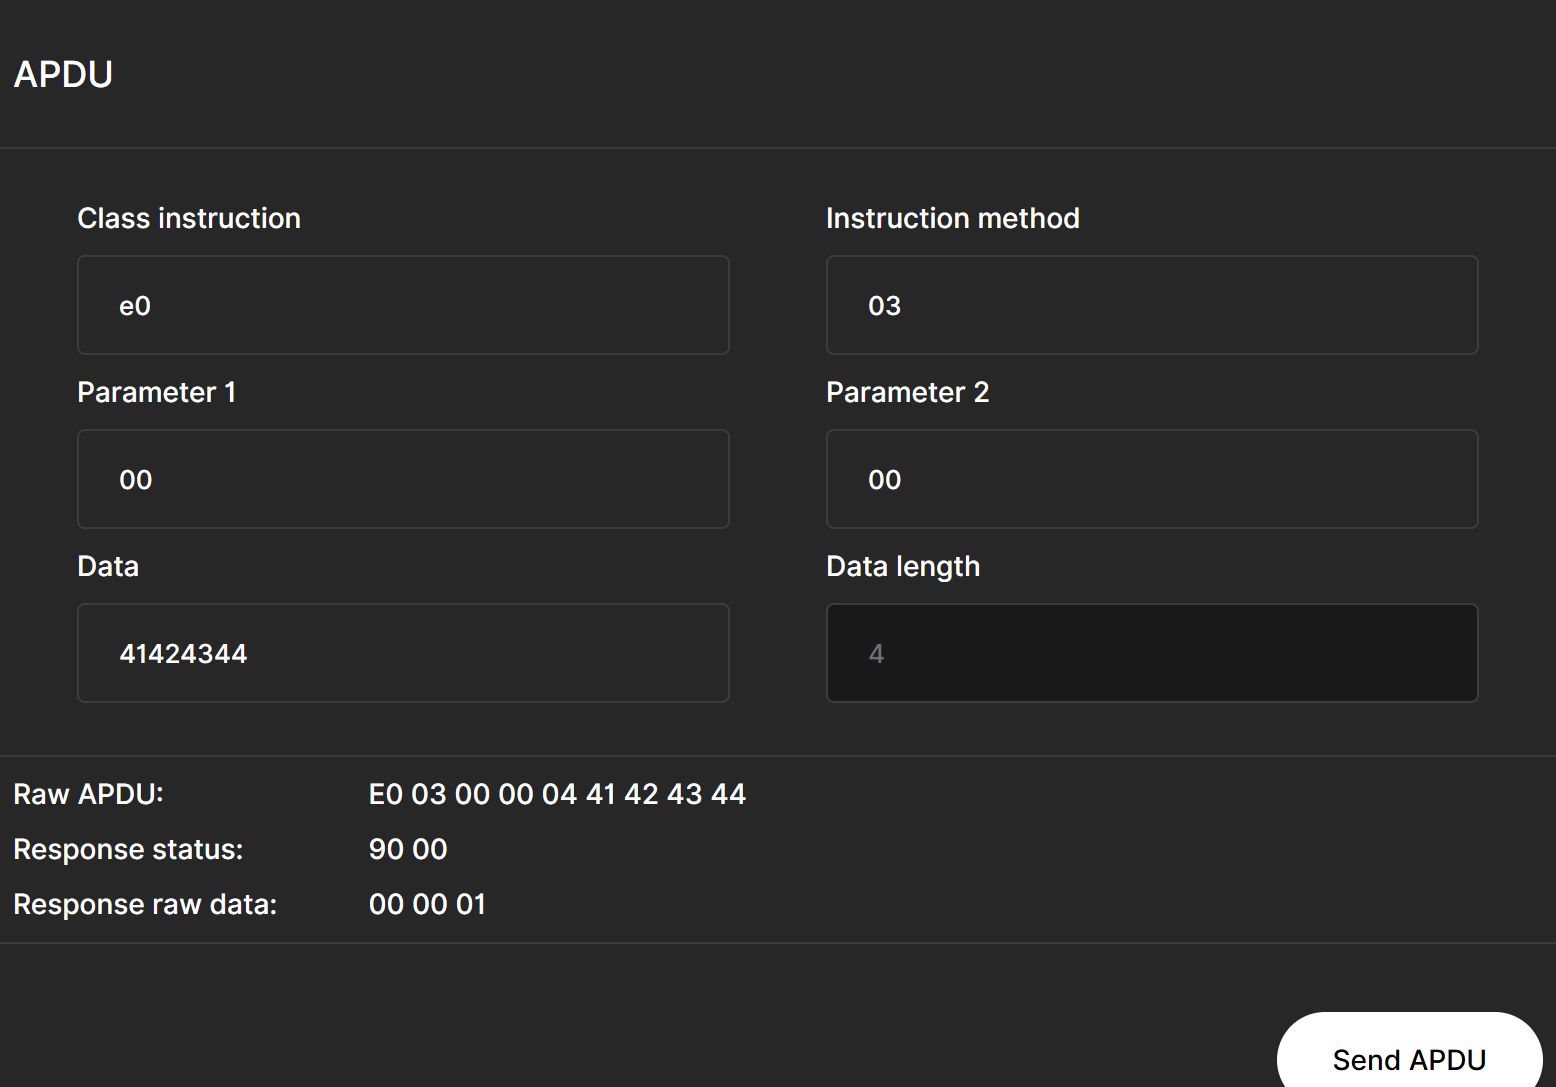 APDU
Class instruction
Instruction method
e0
03
Parameter 1
Parameter 2
00
00
Data
Data length
41424344
4
Raw APDU: E0 03 00 00 04 41 42 43 44
Response status: 90 00
Response raw data: 00 00 01
Send APDU